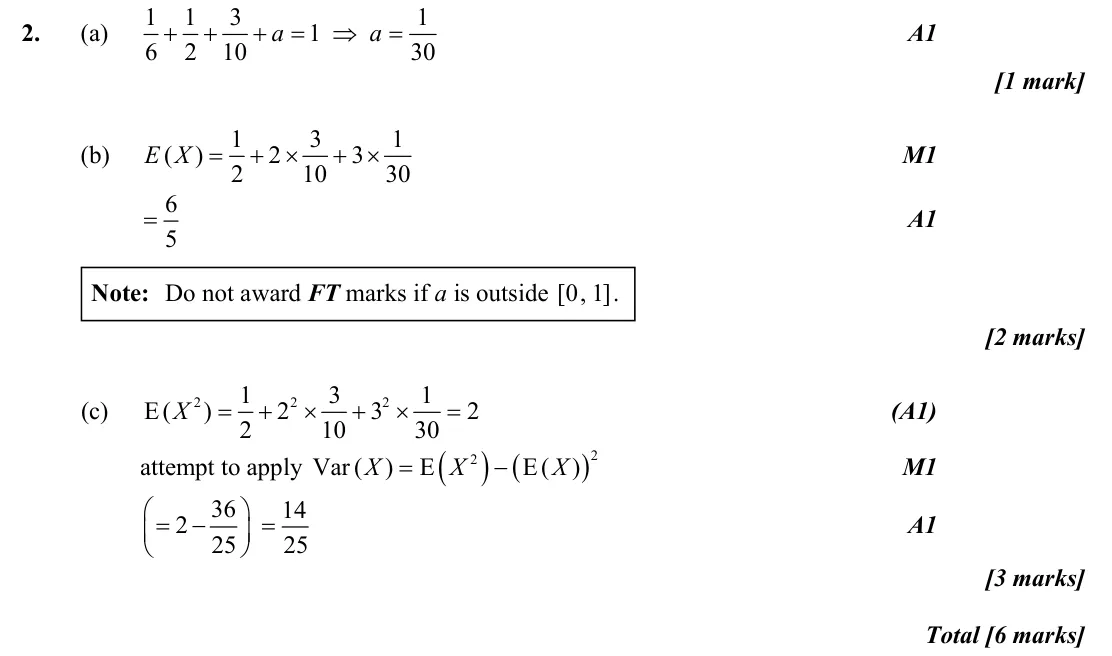 2. (a) 1/6 + 1/2 + 3/10 + a = 1 ⇒ a = 1/30 A1
[1 mark]
(b) E(X) = 1/2 + 2 × 3/10 + 3 × 1/30 M1
= 6/5 A1
Note: Do not award FT marks if a is outside [0, 1].
[2 marks]
(c) E(X²) = 1/2 + 2² × 3/10 + 3² × 1/30 = 2 (A1)
attempt to apply Var(X) = E(X²) − (E(X))² M1
(= 2 − 36/25) = 14/25 A1
[3 marks]
Total [6 marks]